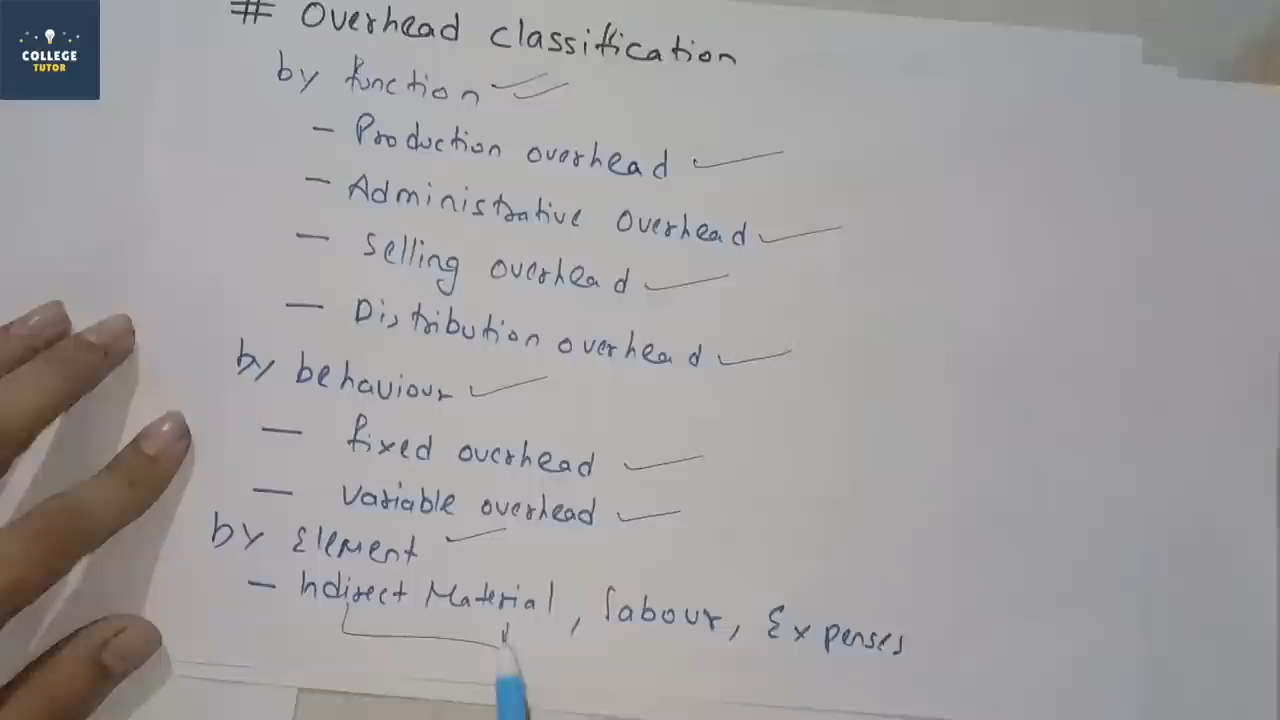 COLLEGE
TUTOR
# Overhead classification
by function
- Production overhead
- Administrative overhead
- Selling overhead
- Distribution overhead
by behaviour
- fixed overhead
- variable overhead
by Element
- Indirect Material, labour, Expenses